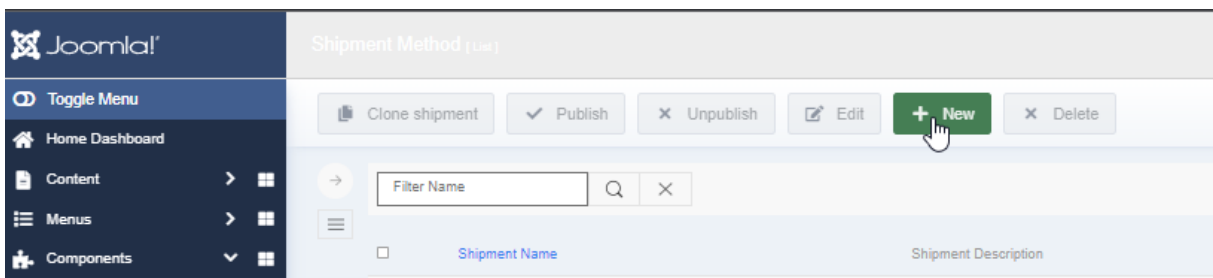 Joomla!
Shipment Method [ List ]
Toggle Menu
Clone shipment Publish Unpublish Edit New Delete
Home Dashboard
Content
Filter Name
Menus
Components
Shipment Name Shipment Description